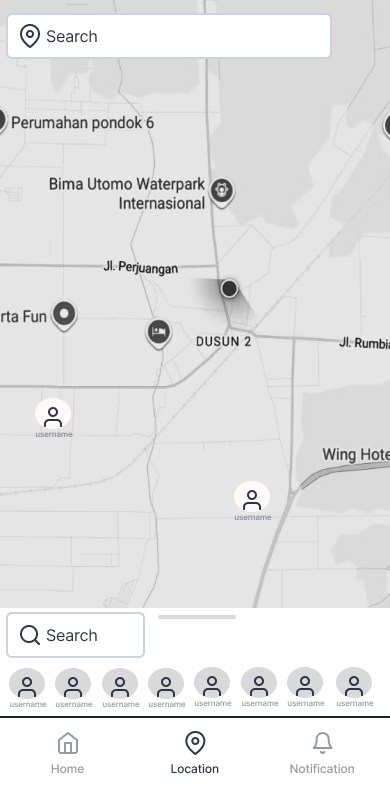 Search
Perumahan pondok 6
Bima Utomo Waterpark
Internasional
Jl. Perjuangan
rta Fun
DUSUN 2
Jl. Rumbia
username
Wing Hote
username
Search
username username username username username username username username
Home Location Notification